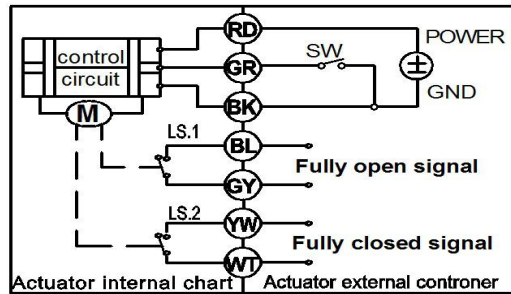 RD
POWER
control
circuit
GR
SW
±
BK
GND
M
LS.1
BL
Fully open signal
GY
LS.2
YW
Fully closed signal
WT
Actuator internal chart
Actuator external controner